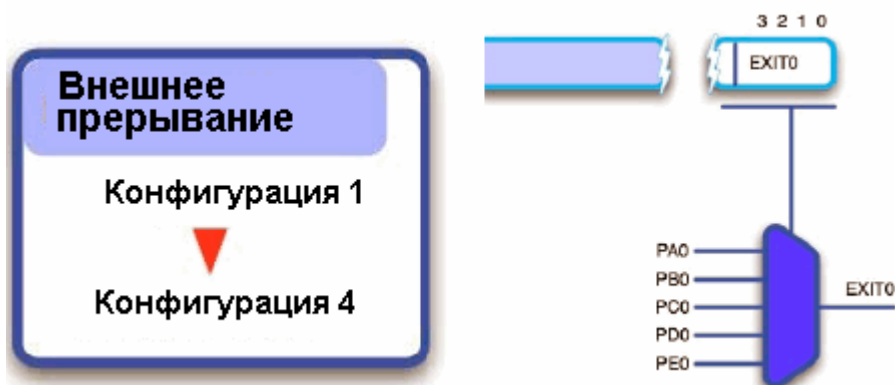 Внешнее
прерывание
Конфигурация 1
Конфигурация 4
3 2 1 0
EXIT0
PA0
PB0
PC0
PD0
PE0
EXIT0